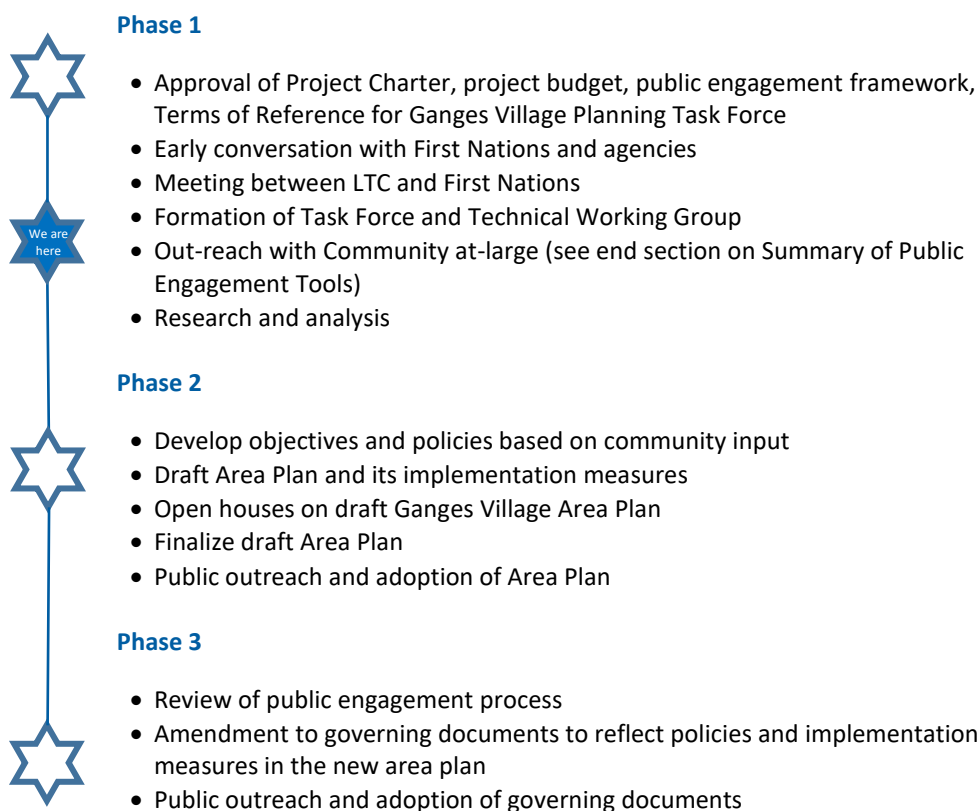 Phase 1
• Approval of Project Charter, project budget, public engagement framework,
Terms of Reference for Ganges Village Planning Task Force
• Early conversation with First Nations and agencies
• Meeting between LTC and First Nations
• Formation of Task Force and Technical Working Group
We are
here
• Out-reach with Community at-large (see end section on Summary of Public
Engagement Tools)
• Research and analysis
Phase 2
• Develop objectives and policies based on community input
• Draft Area Plan and its implementation measures
• Open houses on draft Ganges Village Area Plan
• Finalize draft Area Plan
• Public outreach and adoption of Area Plan
Phase 3
• Review of public engagement process
• Amendment to governing documents to reflect policies and implementation
measures in the new area plan
• Public outreach and adoption of governing documents